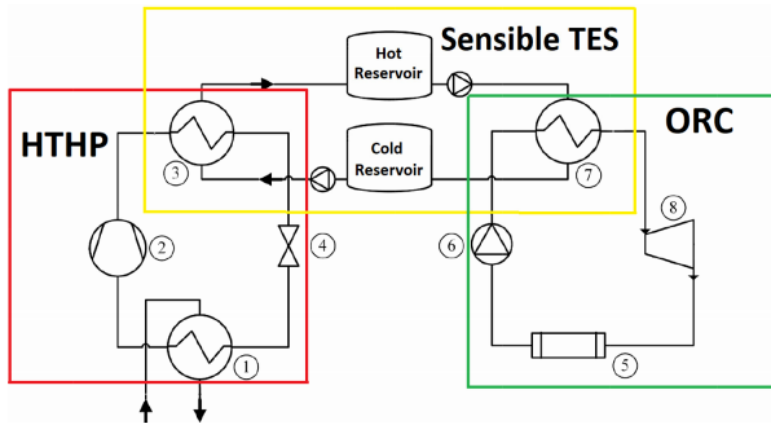 Sensible TES
Hot
Reservoir
HTHP
ORC
Cold
Reservoir
3
7
8
2
4
6
1
5